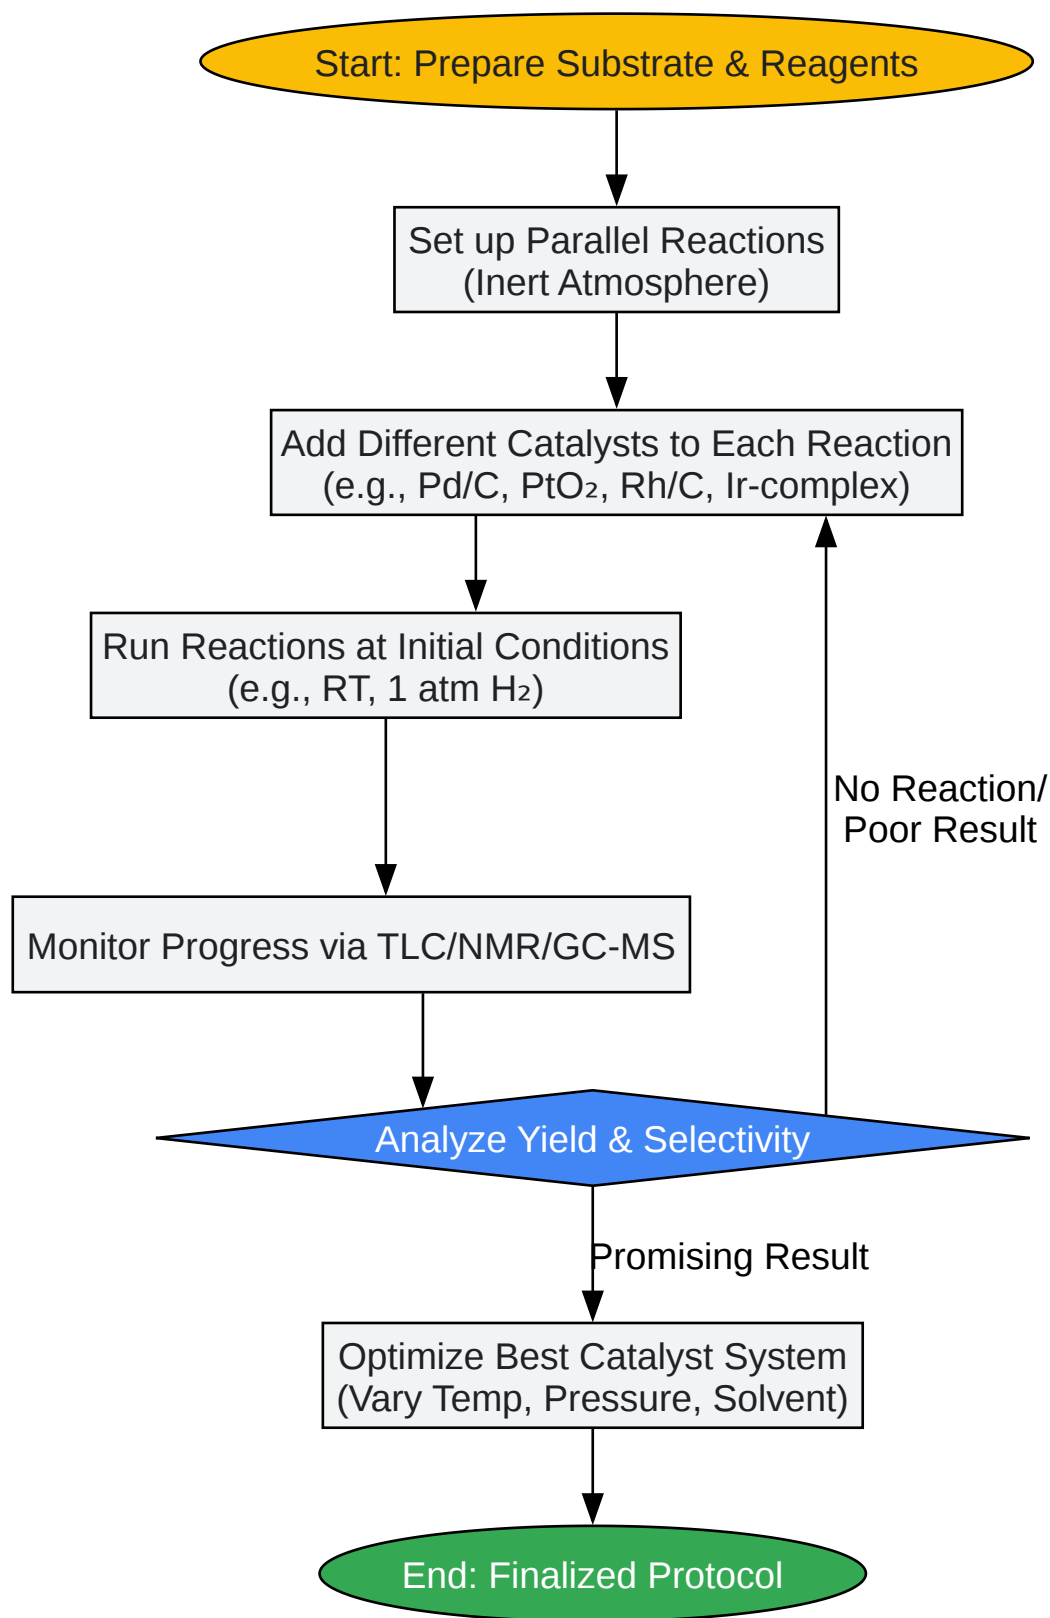 Start: Prepare Substrate & Reagents
Set up Parallel Reactions
(Inert Atmosphere)
Add Different Catalysts to Each Reaction
(e.g., Pd/C, PtO₂, Rh/C, Ir-complex)
Run Reactions at Initial Conditions
(e.g., RT, 1 atm H₂)
No Reaction/
Poor Result
Monitor Progress via TLC/NMR/GC-MS
Analyze Yield & Selectivity
Promising Result
Optimize Best Catalyst System
(Vary Temp, Pressure, Solvent)
End: Finalized Protocol